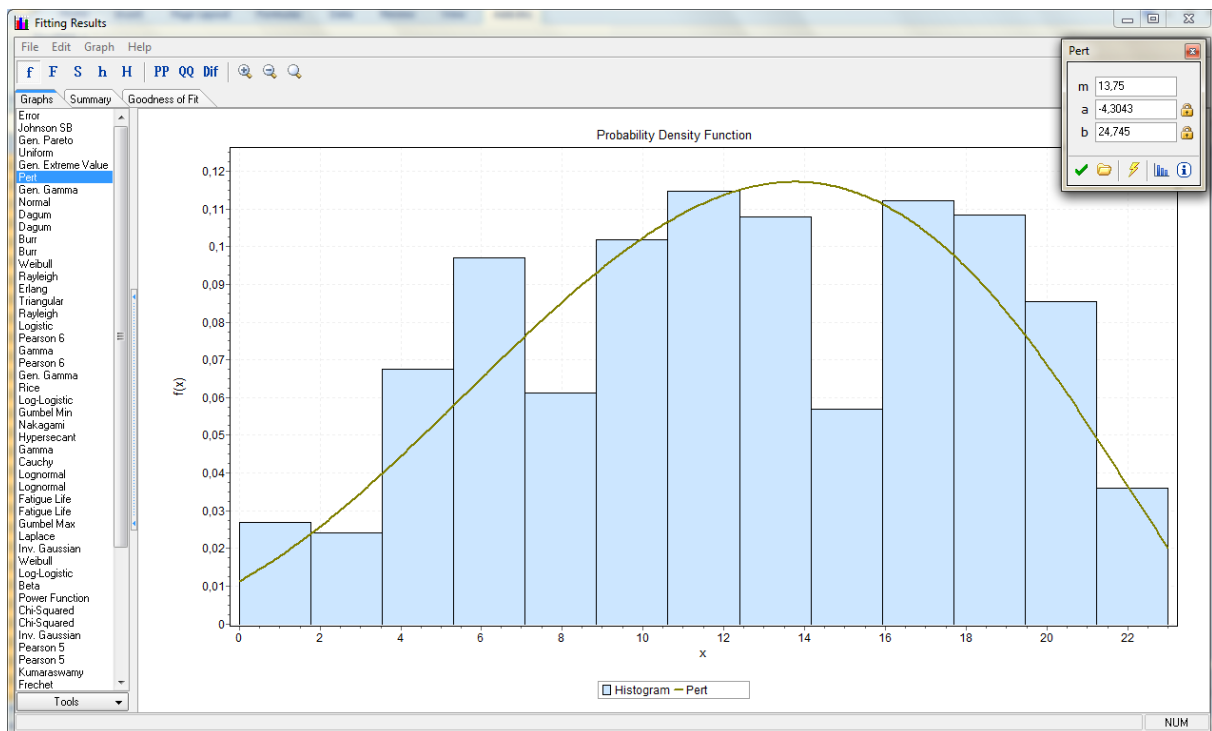 Fitting Results
File Edit Graph Help
f F S h H PP QQ Dif
Graphs Summary Goodness of Fit
Error
Johnson SB
Gen. Pareto
Uniform
Gen. Extreme Value
Pert
Gen. Gamma
Normal
Dagum
Dagum
Burr
Burr
Weibull
Rayleigh
Erlang
Triangular
Rayleigh
Logistic
Pearson 6
Gamma
Pearson 6
Gen. Gamma
Rice
Log-Logistic
Gumbel Min
Nakagami
Hypersecant
Gamma
Cauchy
Lognormal
Lognormal
Fatigue Life
Fatigue Life
Gumbel Max
Laplace
Inv. Gaussian
Weibull
Log-Logistic
Beta
Power Function
Chi-Squared
Chi-Squared
Inv. Gaussian
Pearson 5
Pearson 5
Kumaraswamy
Frechet
Tools
Probability Density Function
f(x)
0,12
0,11
0,1
0,09
0,08
0,07
0,06
0,05
0,04
0,03
0,02
0,01
0
0 2 4 6 8 10 12 14 16 18 20 22
x
Histogram Pert
Pert
m 13,75
a -4,3043
b 24,745
NUM